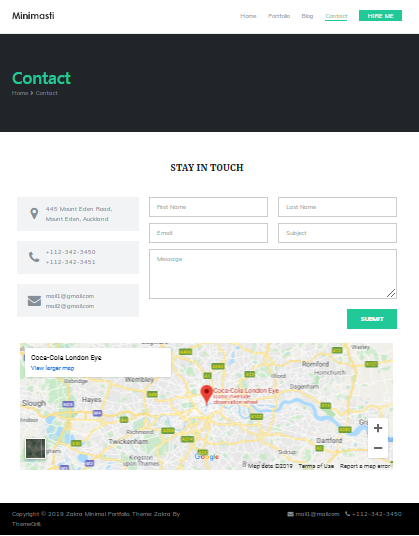 Minimasti
Home Portfolio Blog Contact HIRE ME
Contact
Home > Contact
STAY IN TOUCH
445 Mount Eden Road,
Mount Eden, Auckland
+112-342-3450
+112-342-3451
mail1@gmail.com
mail2@gmail.com
First Name
Last Name
Email
Subject
Message
SUBMIT
Coca-Cola London Eye
View larger map
Wembley
Hayes
Slough
Uxbridge
Richmond
Twickenham
Kingston
upon Thames
Coca-Cola London Eye
Iconic riverside
observation wheel
Ilford
Romford
Hornchurch
Dagenham
Dartford
Sidcup
Google
Map data ©2019 Terms of Use Report a map error
Copyright © 2019 Zakra Minimal Portfolio. Theme: Zakra By
ThemeGrill.
mail1@gmail.com +112-342-3450